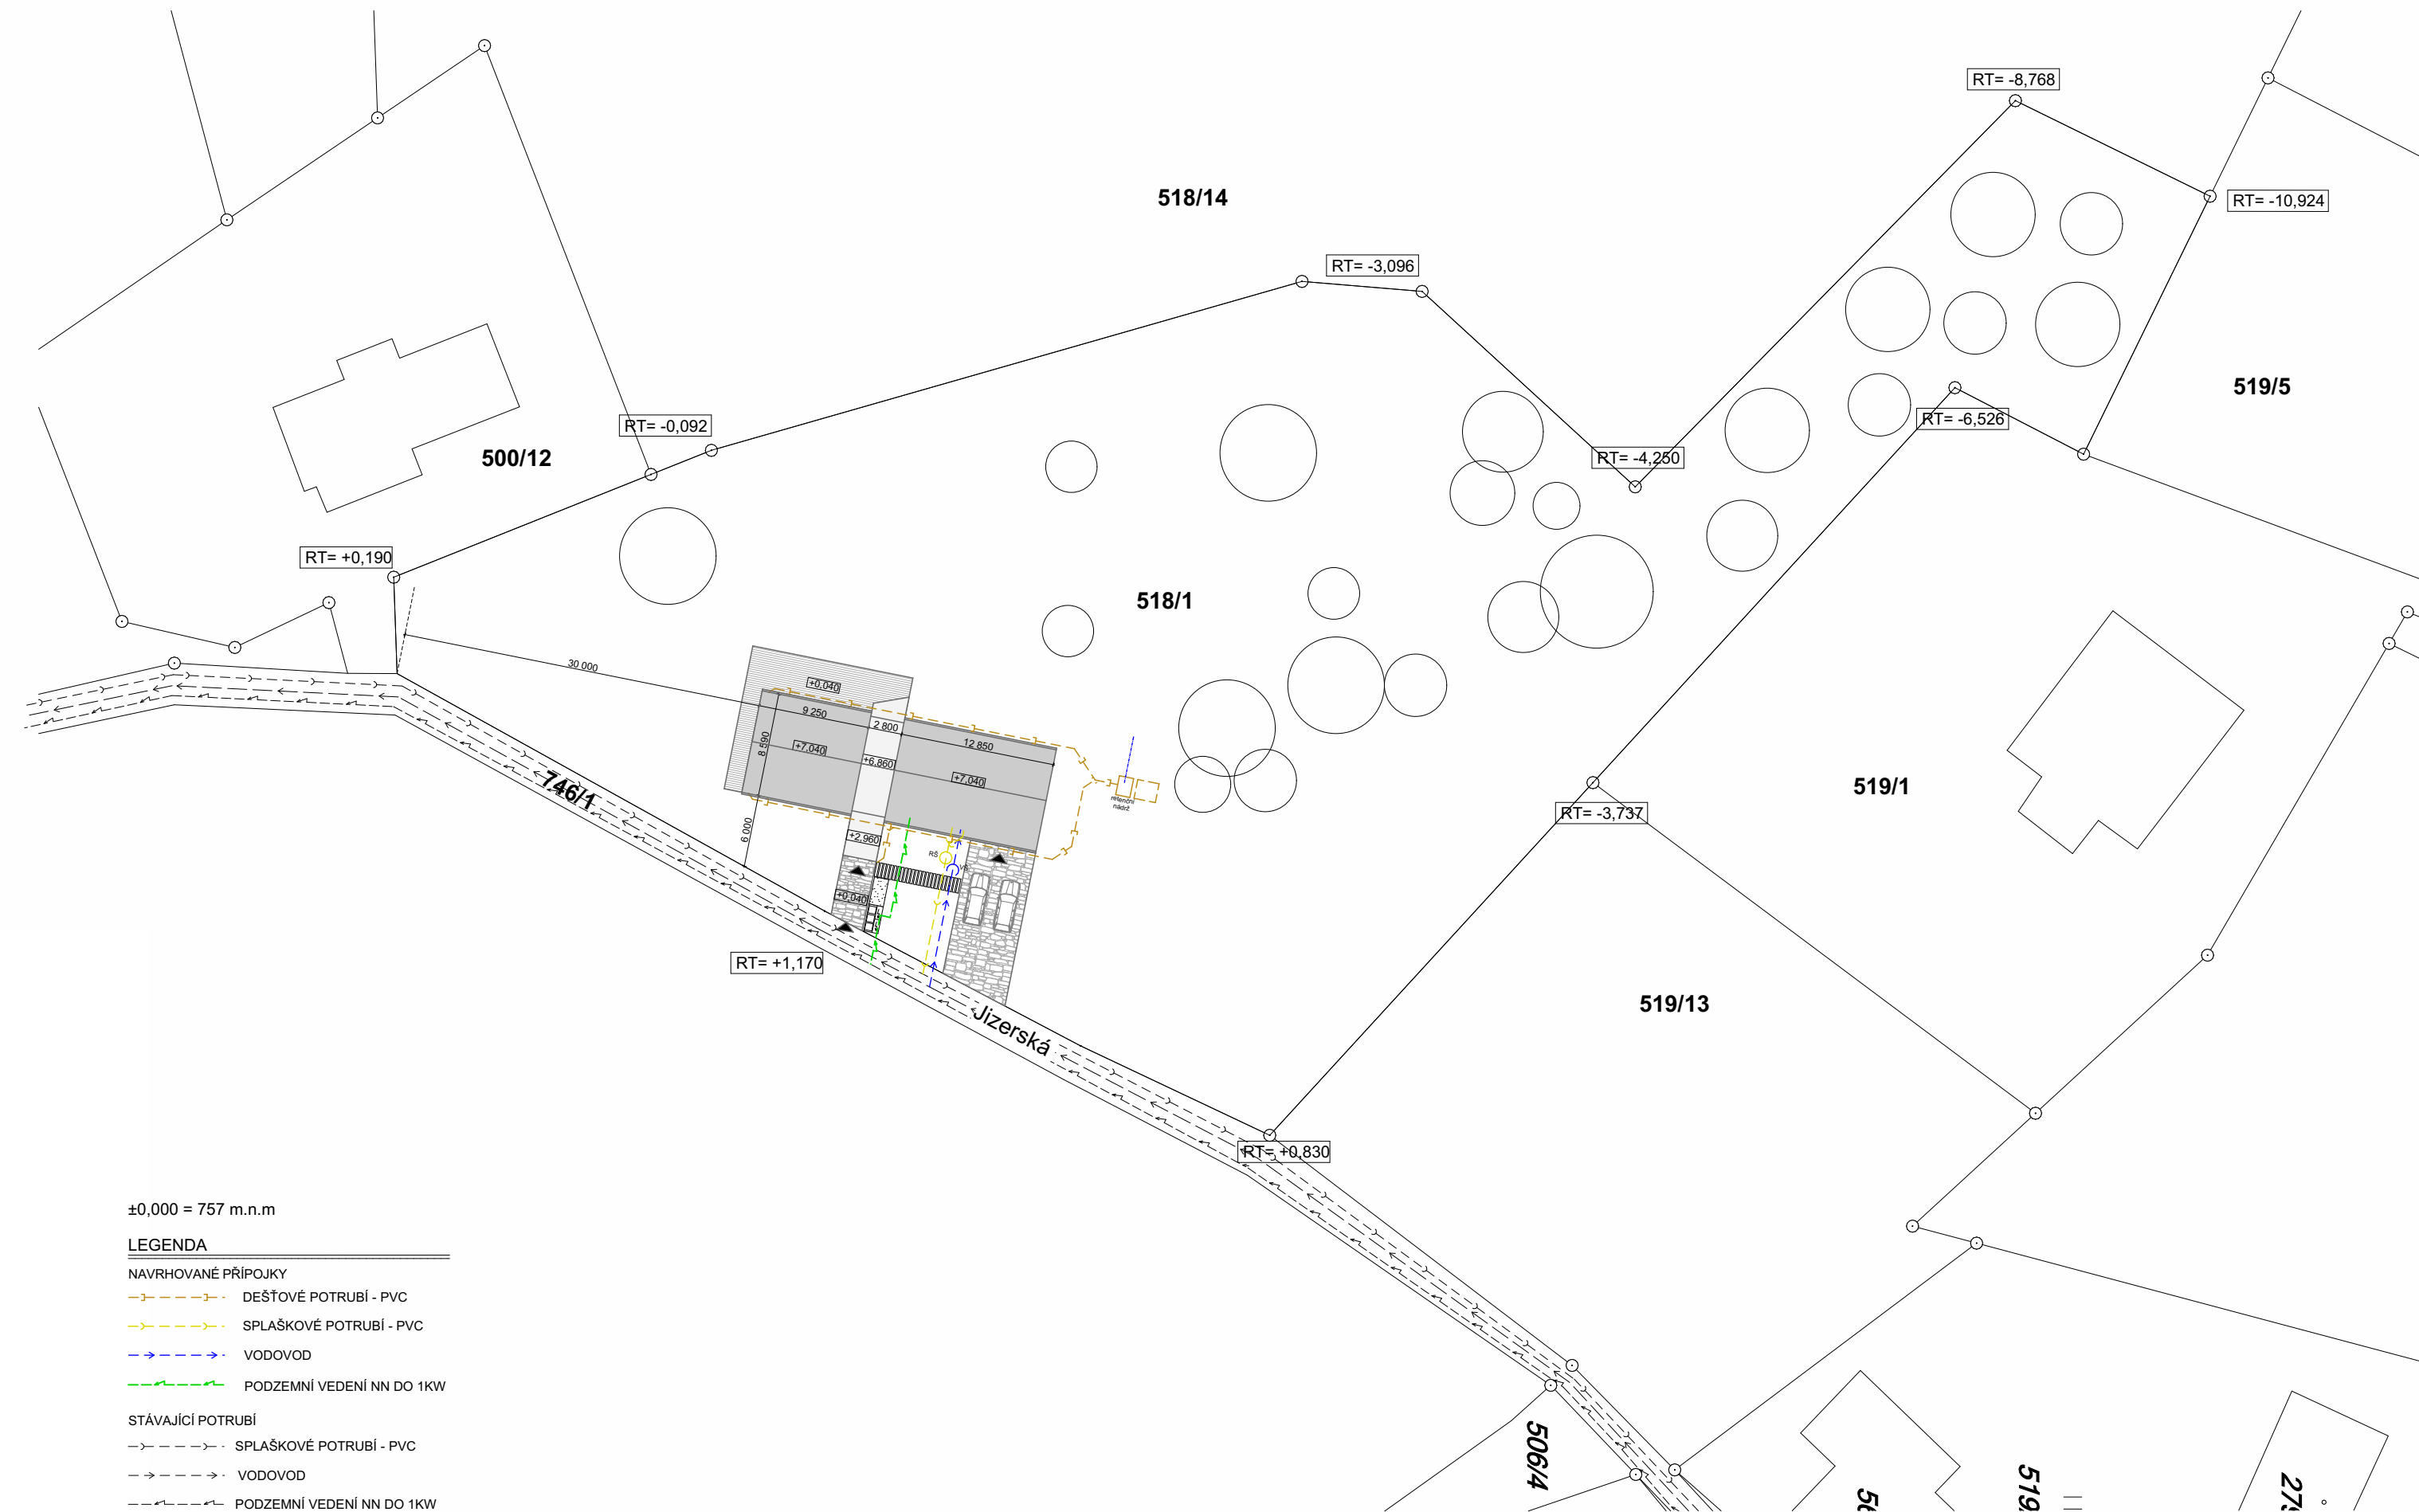 RT= -8,768
518/14
RT= -10,924
RT= -3,096
519/5
RT= -6,526
RT= -0,092
500/12
RT= -4,250
RT= +0,190
518/1
30 000
+0,040
9 250
2 800
12 850
8 590
+7,040
+6,860
+7,040
retenční
nádrž
746/1
519/1
RT= -3,737
6 000
+2,960
RŠ
+0,040
RT= +1,170
519/13
Jizerská
RT= +0,830
±0,000 = 757 m.n.m
LEGENDA
NAVRHOVANÉ PŘÍPOJKY
DEŠŤOVÉ POTRUBÍ - PVC
SPLAŠKOVÉ POTRUBÍ - PVC
VODOVOD
PODZEMNÍ VEDENÍ NN DO 1KW
STÁVAJÍCÍ POTRUBÍ
SPLAŠKOVÉ POTRUBÍ - PVC
VODOVOD
PODZEMNÍ VEDENÍ NN DO 1KW
506/4
519